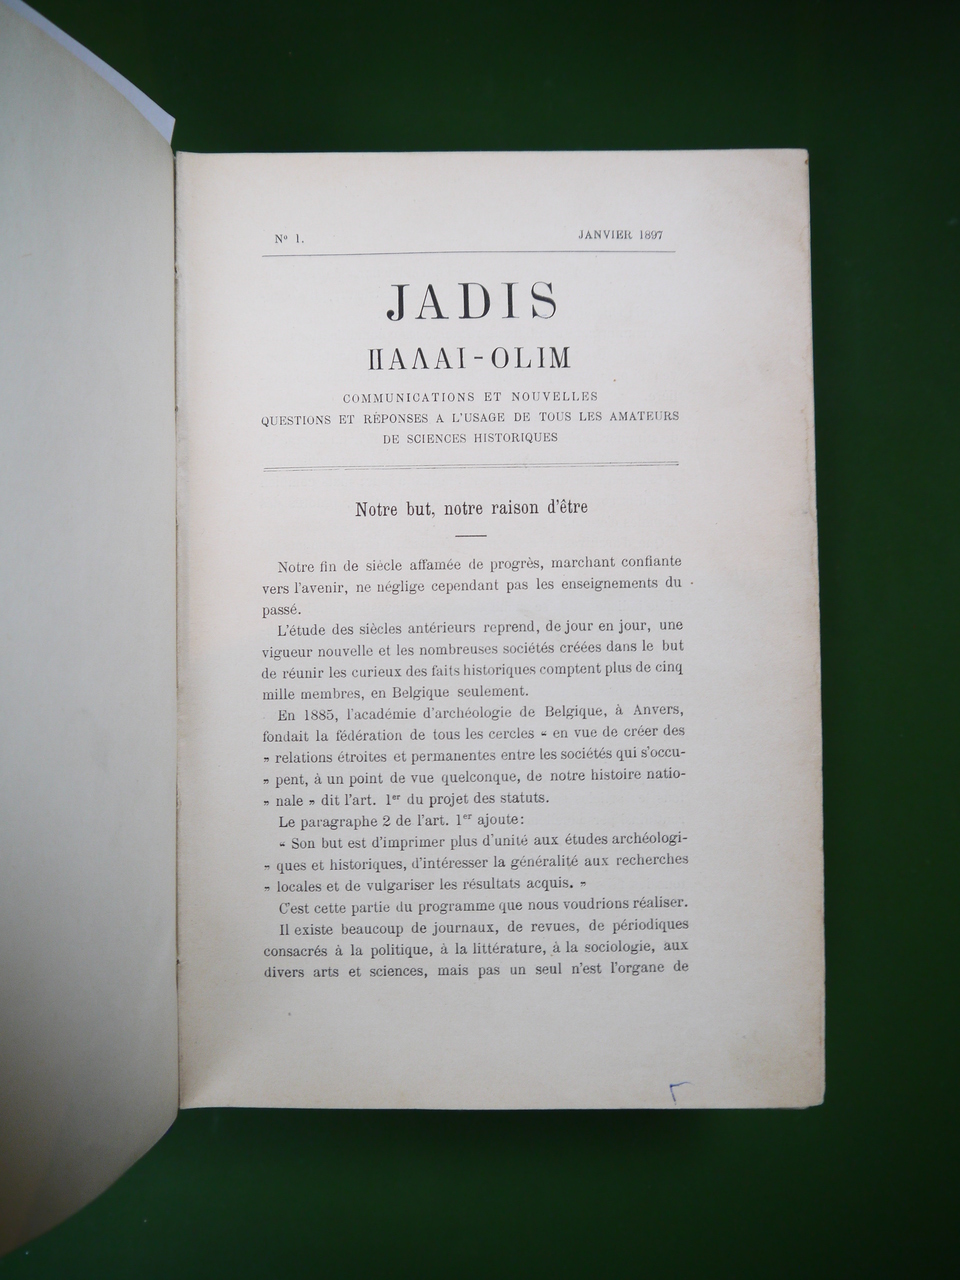 Nº 1.
JANVIER 1897
JADIS
ΠΑΛΑΙ-OLIM
COMMUNICATIONS ET NOUVELLES
QUESTIONS ET RÉPONSES A L'USAGE DE TOUS LES AMATEURS
DE SCIENCES HISTORIQUES
Notre but, notre raison d'être
Notre fin de siècle affamée de progrès, marchant confiante
vers l'avenir, ne néglige cependant pas les enseignements du
passé.
L'étude des siècles antérieurs reprend, de jour en jour, une
vigueur nouvelle et les nombreuses sociétés créées dans le but
de réunir les curieux des faits historiques comptent plus de cinq
mille membres, en Belgique seulement.
En 1885, l'académie d'archéologie de Belgique, à Anvers,
fondait la fédération de tous les cercles “ en vue de créer des
„ relations étroites et permanentes entre les sociétés qui s'occu-
„ pent, à un point de vue quelconque, de notre histoire natio-
„ nale „ dit l'art. 1er du projet des statuts.
Le paragraphe 2 de l'art. 1er ajoute:
“ Son but est d'imprimer plus d'unité aux études archéologi-
„ ques et historiques, d'intéresser la généralité aux recherches
„ locales et de vulgariser les résultats acquis. „
C'est cette partie du programme que nous voudrions réaliser.
Il existe beaucoup de journaux, de revues, de périodiques
consacrés à la politique, à la littérature, à la sociologie, aux
divers arts et sciences, mais pas un seul n'est l'organe de